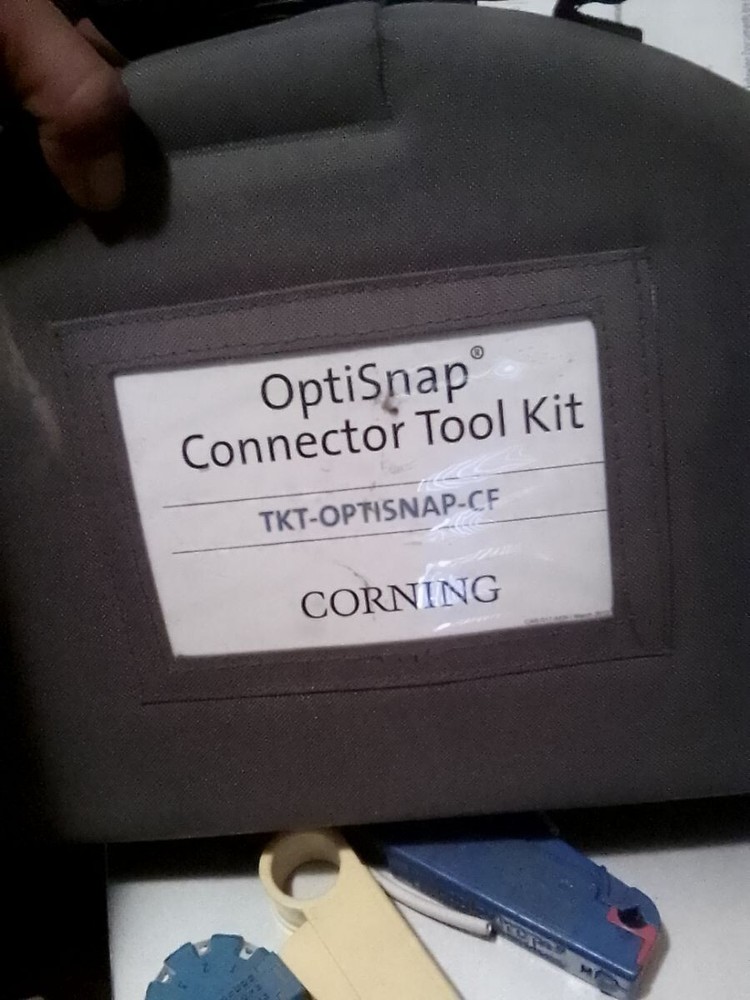 OptiSnap®
Connector Tool Kit
TKT-OPTISNAP-CF
CORNING